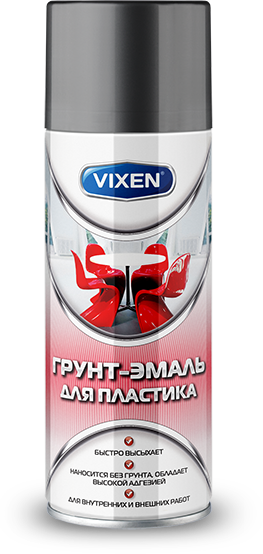 VIXEN®
ГРУНТ-ЭМАЛЬ
ДЛЯ ПЛАСТИКА
БЫСТРО ВЫСЫХАЕТ
НАНОСИТСЯ БЕЗ ГРУНТА, ОБЛАДАЕТ
ВЫСОКОЙ АДГЕЗИЕЙ
ДЛЯ ВНУТРЕННИХ И ВНЕШНИХ РАБОТ